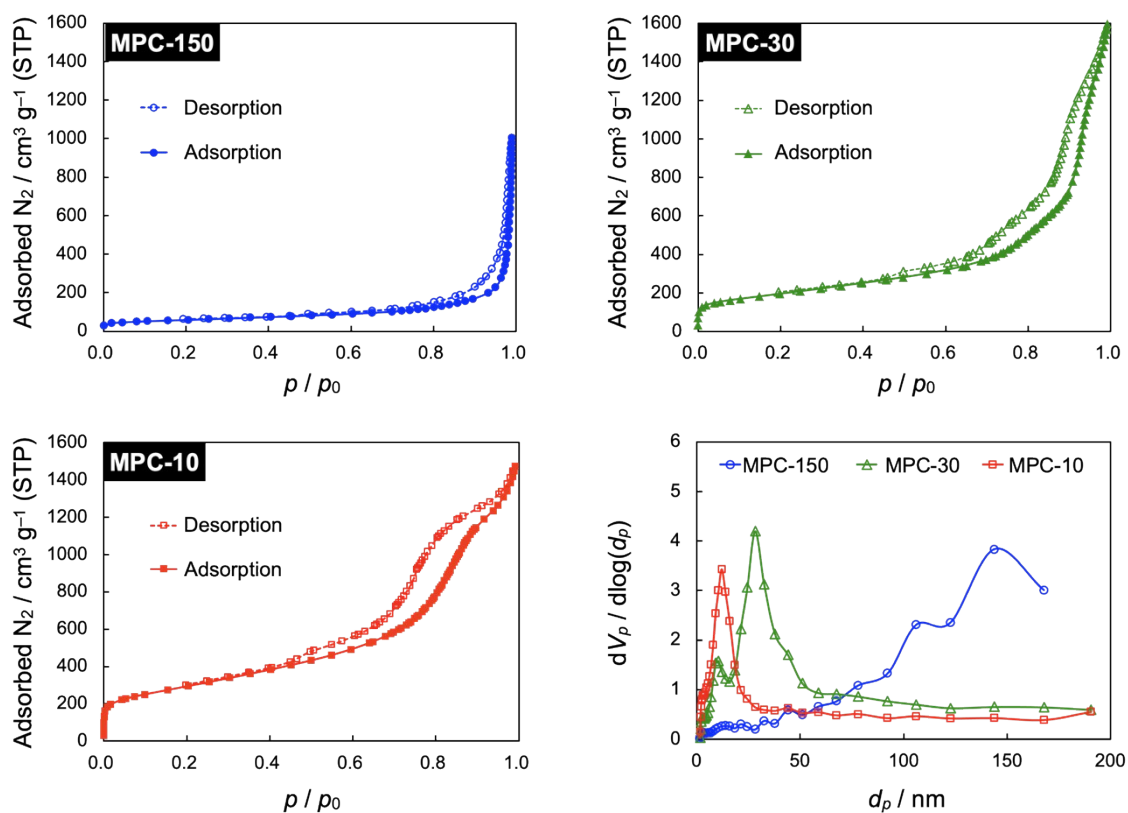 MPC-150
Desorption
Adsorption
Adsorbed N₂ / cm³ g⁻¹ (STP)
1600
1400
1200
1000
800
600
400
200
0
0.0 0.2 0.4 0.6 0.8 1.0
p / p₀
MPC-30
Desorption
Adsorption
Adsorbed N₂ / cm³ g⁻¹ (STP)
1600
1400
1200
1000
800
600
400
200
0
0.0 0.2 0.4 0.6 0.8 1.0
p / p₀
MPC-10
Desorption
Adsorption
Adsorbed N₂ / cm³ g⁻¹ (STP)
1600
1400
1200
1000
800
600
400
200
0
0.0 0.2 0.4 0.6 0.8 1.0
p / p₀
MPC-150 MPC-30 MPC-10
dVₚ / dlog(dₚ)
6
5
4
3
2
1
0
0 50 100 150 200
dₚ / nm